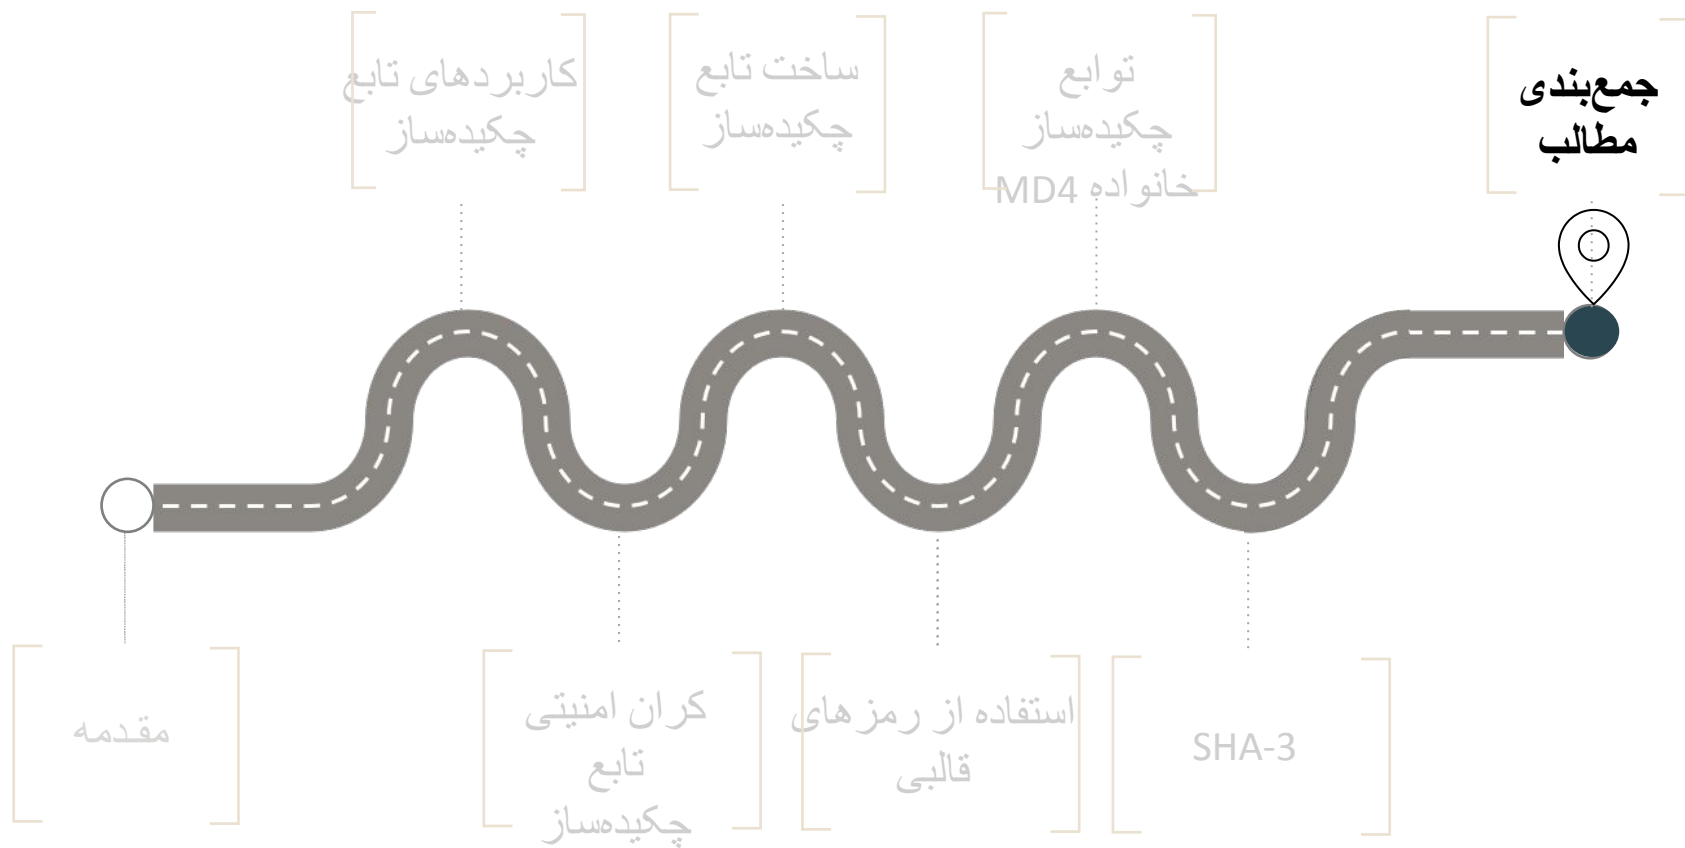 کاربردهای تابع
چکیده‌ساز
ساخت تابع
چکیده‌ساز
توابع
چکیده‌ساز
خانواده MD4
جمع‌بندی
مطالب
مقدمه
کران امنیتی
تابع
چکیده‌ساز
استفاده از رمزهای
قالبی
SHA-3